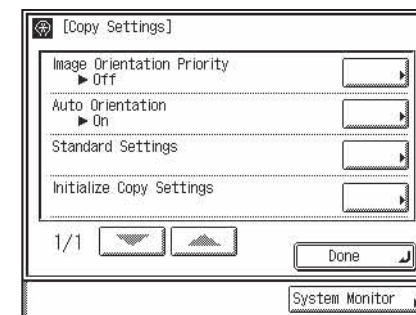 [Copy Settings]
Image Orientation Priority
▶ Off
Auto Orientation
▶ On
Standard Settings
Initialize Copy Settings
1/1
Done
System Monitor